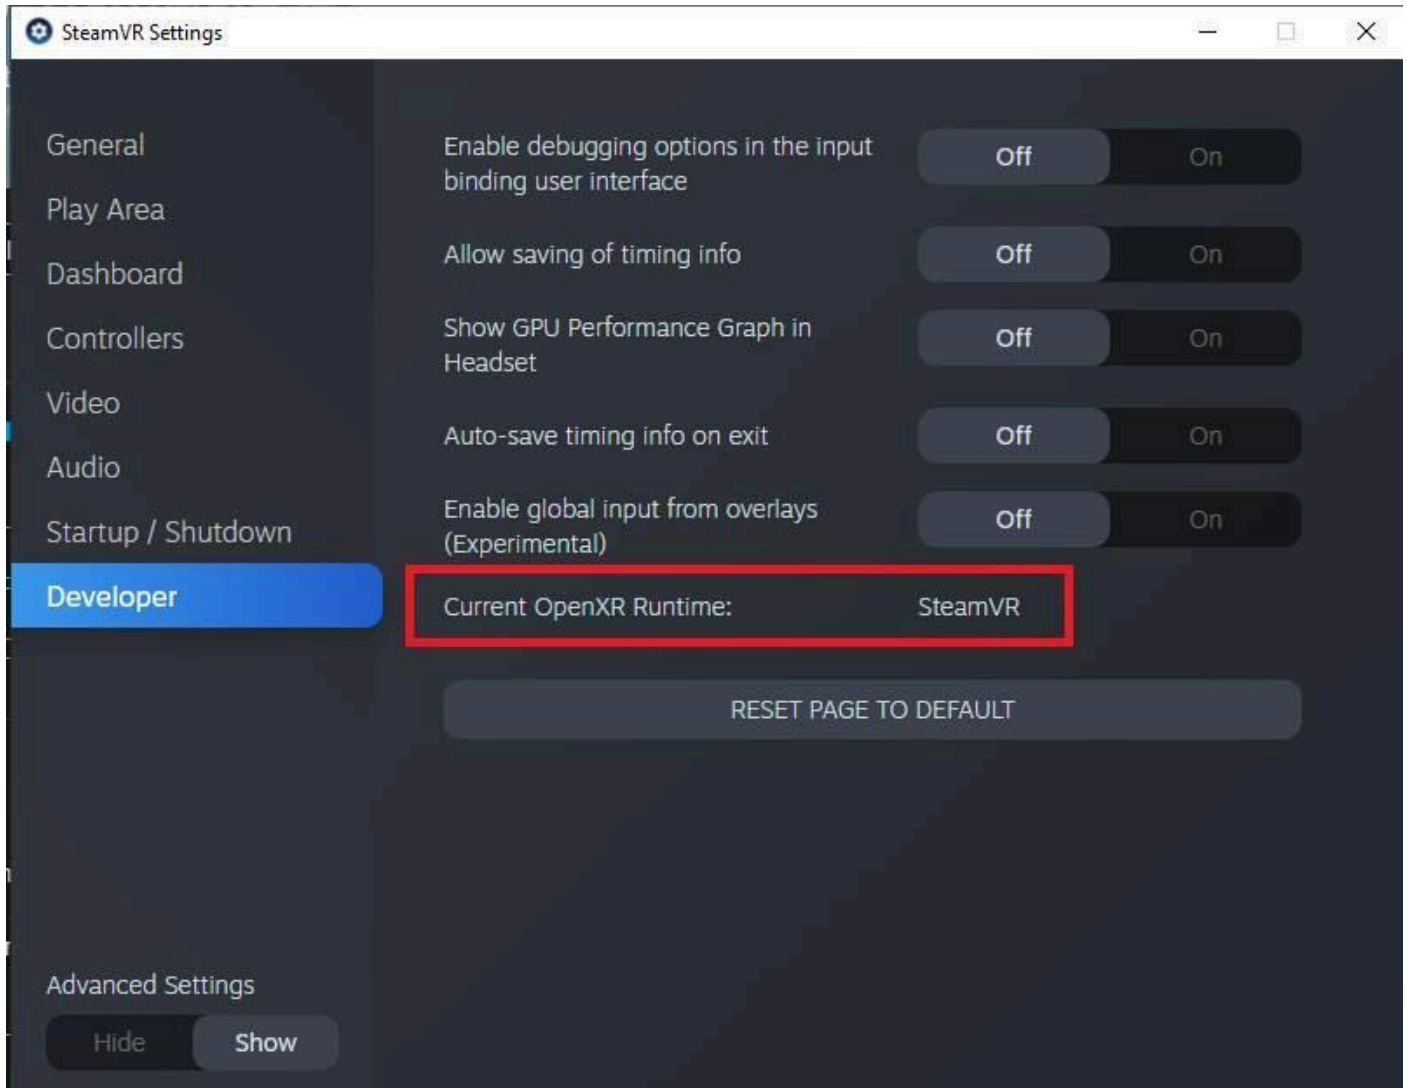 SteamVR Settings
General
Play Area
Dashboard
Controllers
Video
Audio
Startup / Shutdown
Developer
Enable debugging options in the input
binding user interface
Off On
Allow saving of timing info
Off On
Show GPU Performance Graph in
Headset
Off On
Auto-save timing info on exit
Off On
Enable global input from overlays
(Experimental)
Off On
Current OpenXR Runtime: SteamVR
RESET PAGE TO DEFAULT
Advanced Settings
Hide Show